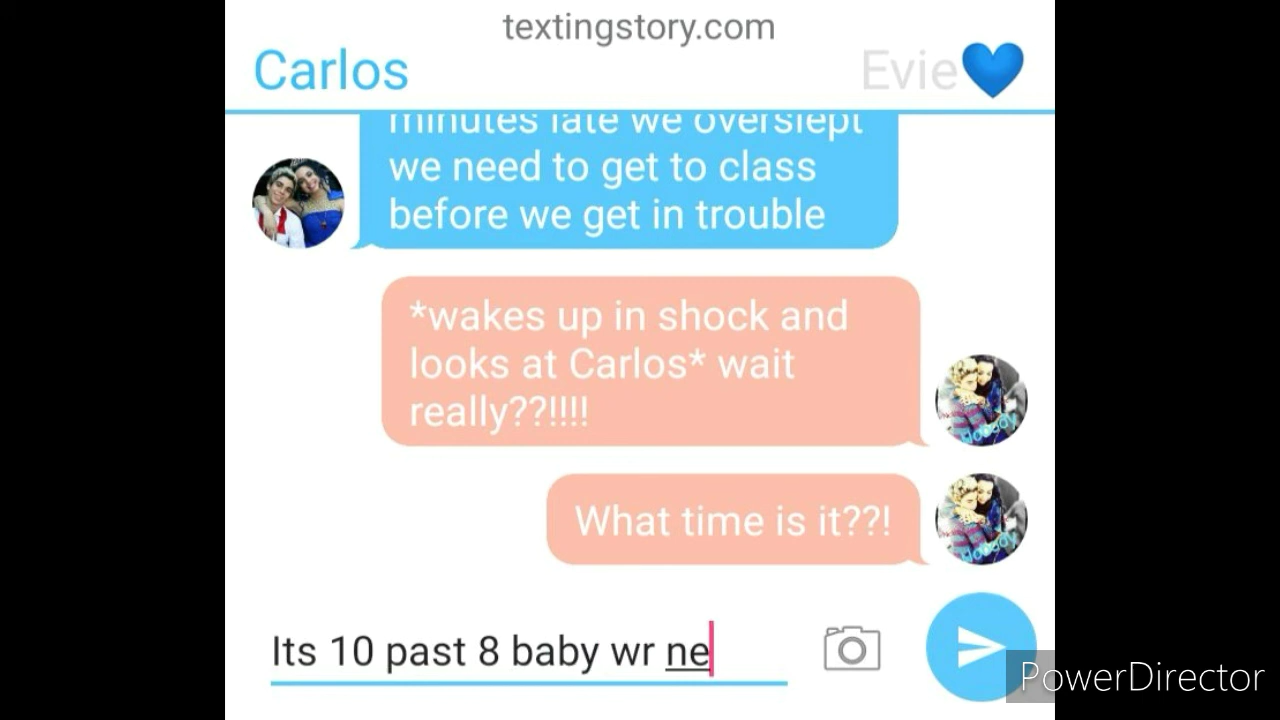 textingstory.com
Carlos
Evie💙
minutes late we overslept
we need to get to class
before we get in trouble
*wakes up in shock and
looks at Carlos* wait
really??!!!!
What time is it??!
Its 10 past 8 baby wr ne
PowerDirector